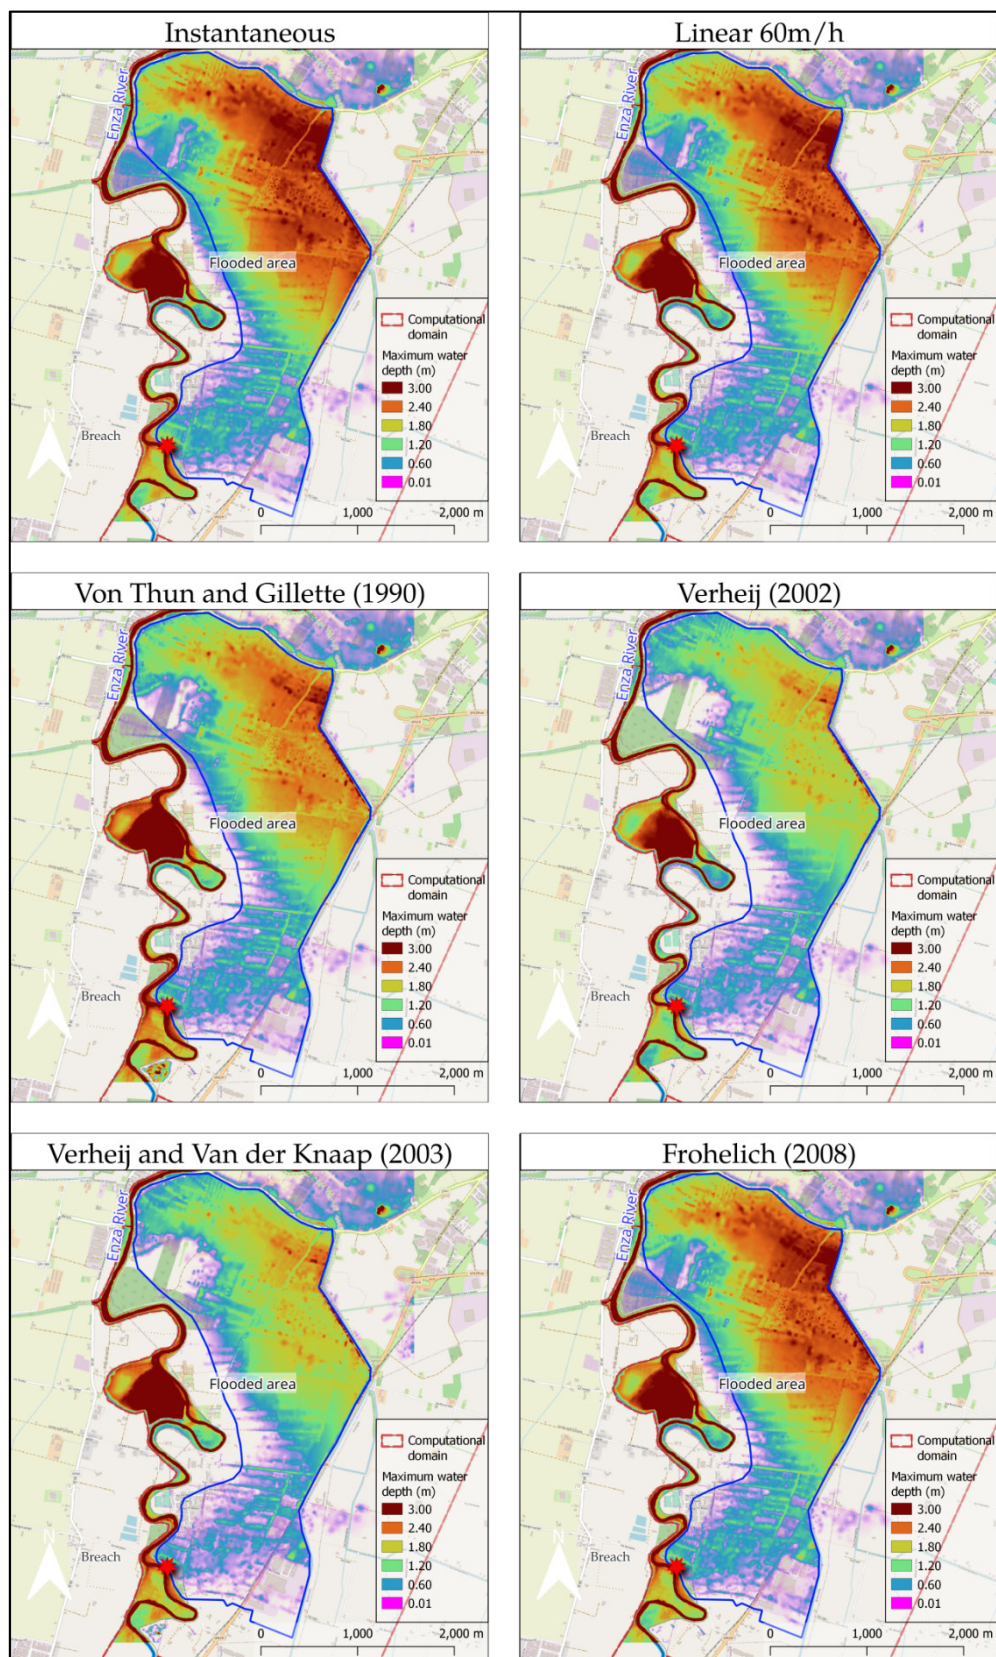 Instantaneous
Enza River
Flooded area
Computational
domain
Maximum water
depth (m)
3.00
2.40
1.80
1.20
0.60
0.01
N
Breach
0 1,000 2,000 m
Linear 60m/h
Enza River
Flooded area
Computational
domain
Maximum water
depth (m)
3.00
2.40
1.80
1.20
0.60
0.01
N
Breach
0 1,000 2,000 m
Von Thun and Gillette (1990)
Enza River
Flooded area
Computational
domain
Maximum water
depth (m)
3.00
2.40
1.80
1.20
0.60
0.01
N
Breach
0 1,000 2,000 m
Verheij (2002)
Enza River
Flooded area
Computational
domain
Maximum water
depth (m)
3.00
2.40
1.80
1.20
0.60
0.01
N
Breach
0 1,000 2,000 m
Verheij and Van der Knaap (2003)
Enza River
Flooded area
Computational
domain
Maximum water
depth (m)
3.00
2.40
1.80
1.20
0.60
0.01
N
Breach
0 1,000 2,000 m
Frohelich (2008)
Enza River
Flooded area
Computational
domain
Maximum water
depth (m)
3.00
2.40
1.80
1.20
0.60
0.01
N
Breach
0 1,000 2,000 m